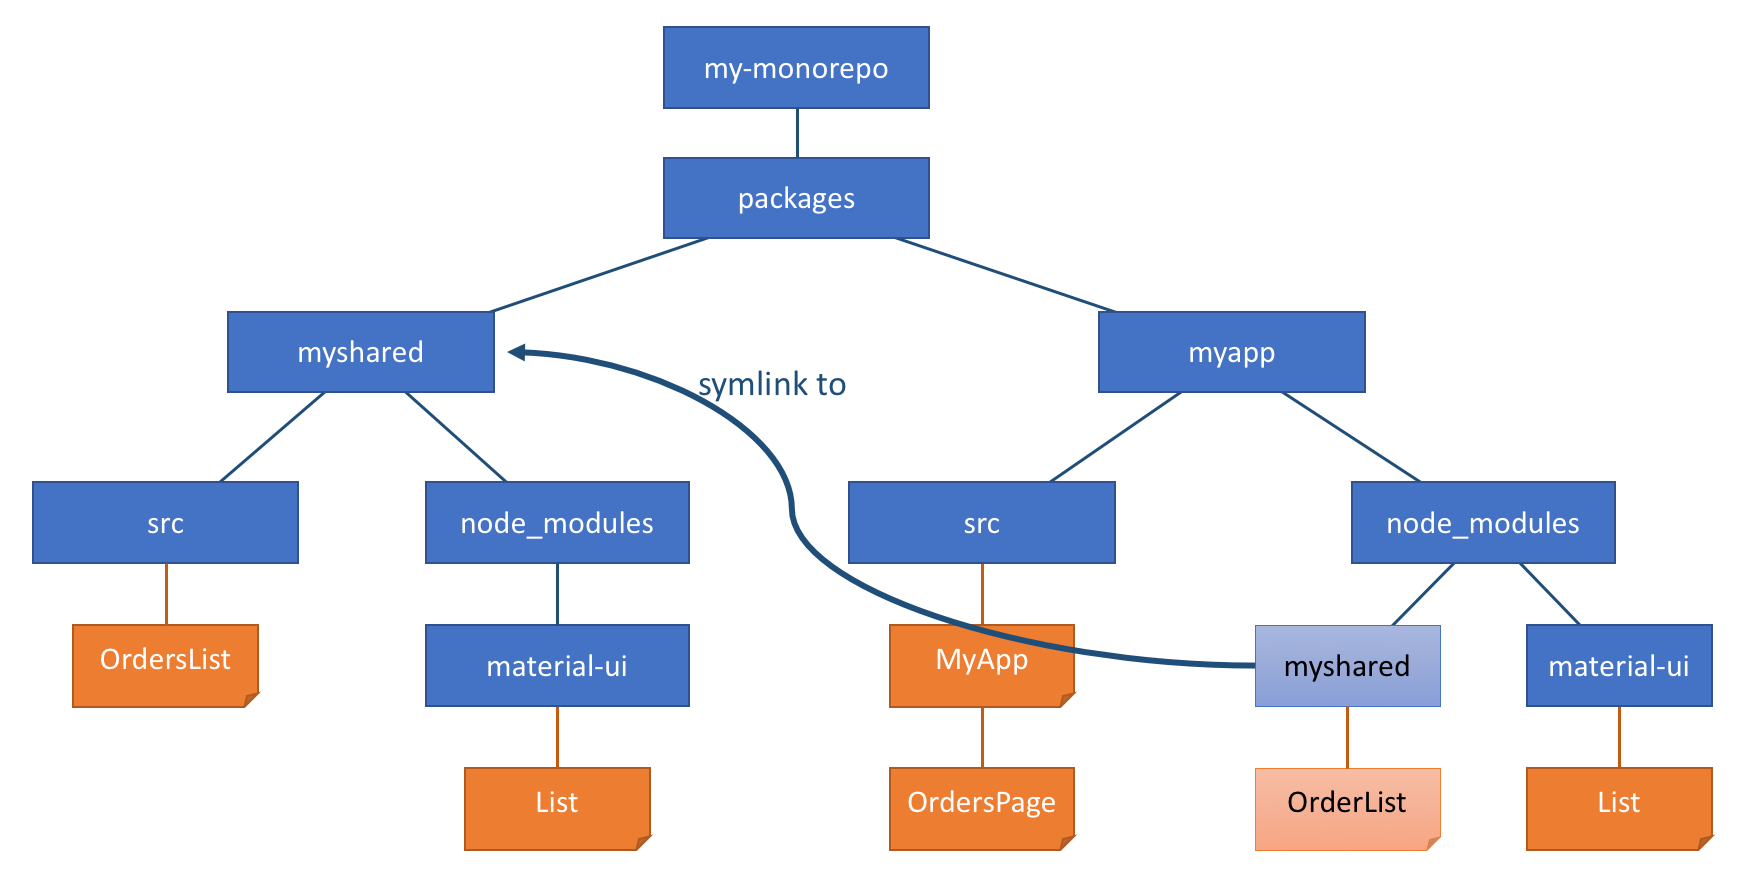 my-monorepo
packages
myshared
myapp
symlink to
src
node_modules
src
node_modules
OrdersList
material-ui
MyApp
myshared
material-ui
List
OrdersPage
OrderList
List